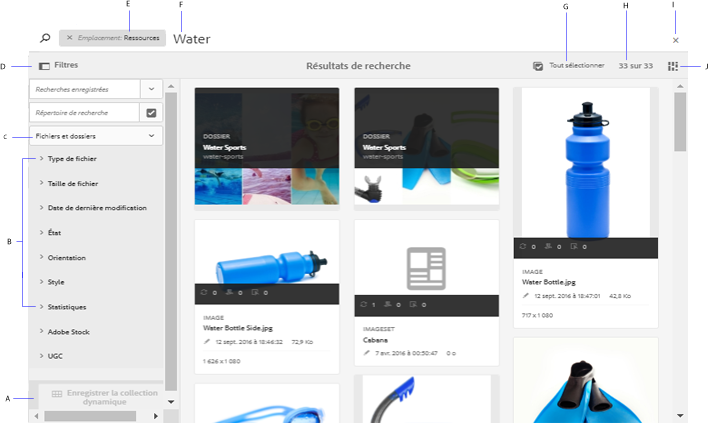 E
F
G
H
I
× Emplacement: Ressources
Water
×
D
Filtres
Résultats de recherche
Tout sélectionner
33 sur 33
J
Recherches enregistrées
Répertoire de recherche
C
Fichiers et dossiers
B
Type de fichier
Taille de fichier
Date de dernière modification
État
Orientation
Style
Statistiques
Adobe Stock
UGC
A
Enregistrer la collection
dynamique
DOSSIER
Water Sports
water-sports
0 0 0
IMAGE
Water Bottle Side.jpg
12 sept. 2016 à 18:46:32 72,9 Ko
1 626 x 1 080
DOSSIER
Water Sports
water-sports
1 0 0
IMAGESET
Cabana
7 avr. 2016 à 00:50:47 0 o
0 0 0
IMAGE
Water Bottle.jpg
12 sept. 2016 à 18:47:01 42,8 Ko
717 x 1 080